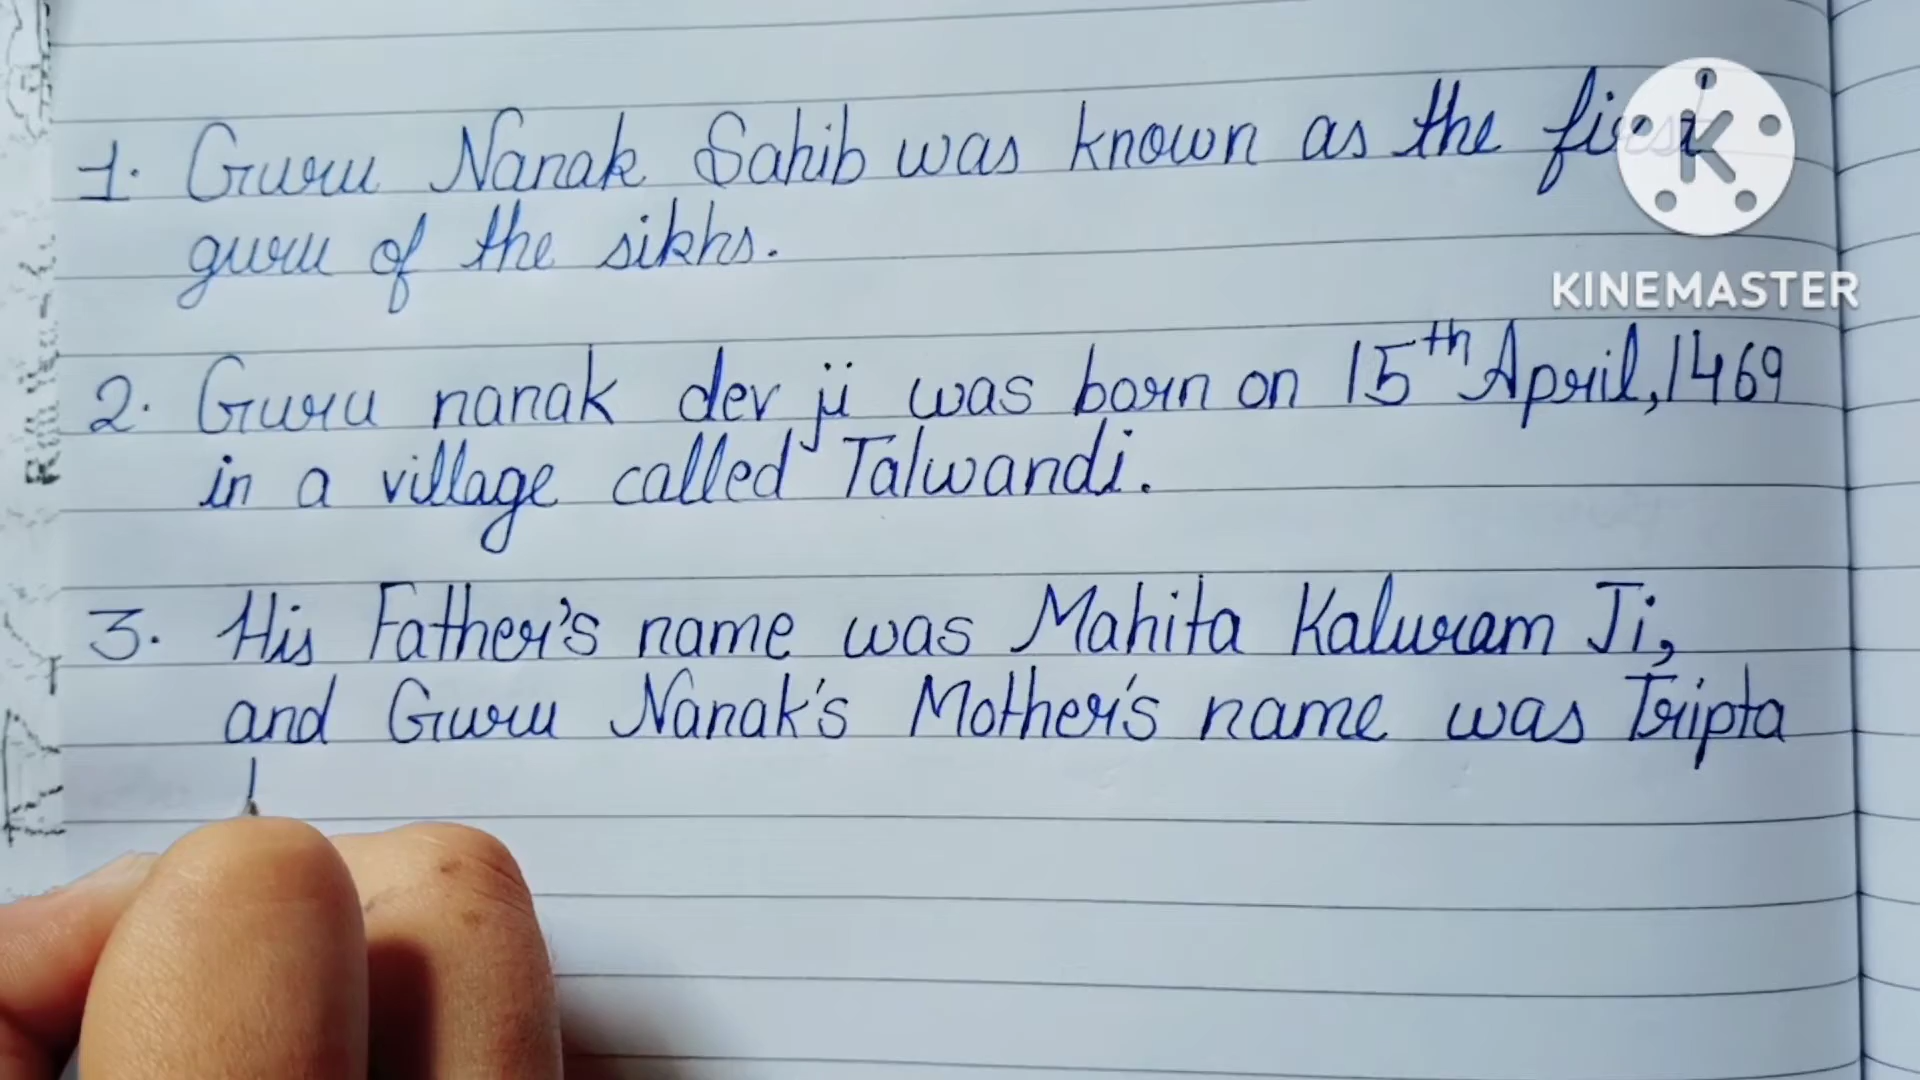 1. Guru Nanak Sahib was known as the first
guru of the sikhs.
KINEMASTER
2. Guru nanak dev ji was born on 15th April, 1469
in a village called Talwandi.
3. His Father's name was Mahita Kaluram Ji,
and Guru Nanak's Mother's name was Tripta